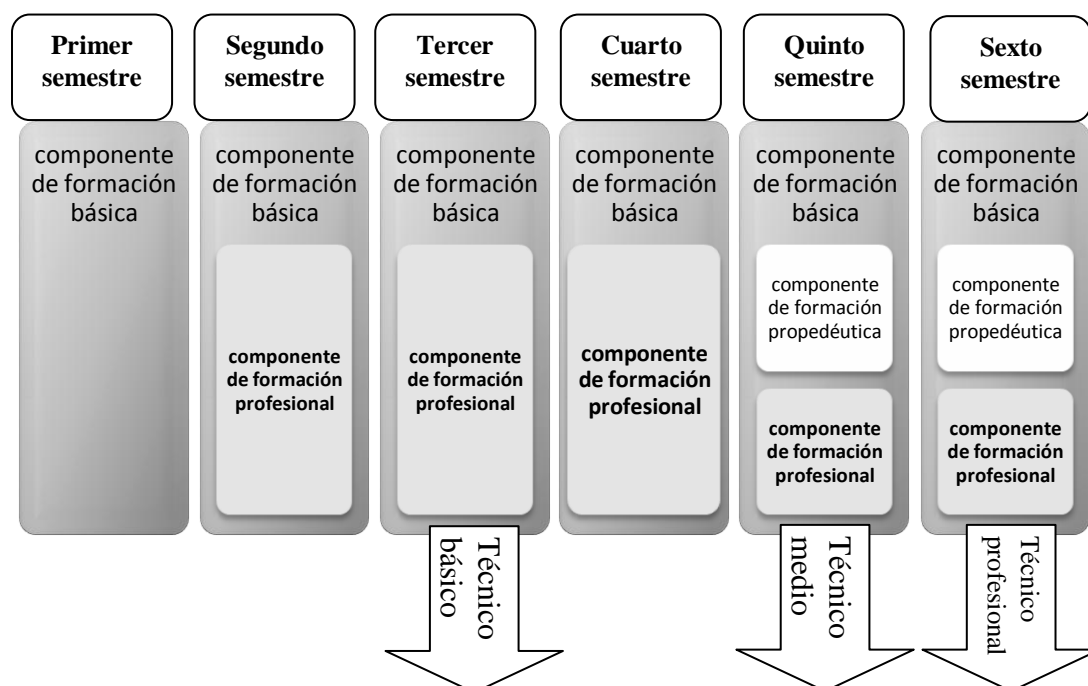 Primer
semestre
Segundo
semestre
Tercer
semestre
Cuarto
semestre
Quinto
semestre
Sexto
semestre
componente
de formación
básica
componente
de formación
básica
componente
de formación
profesional
componente
de formación
básica
componente
de formación
profesional
componente
de formación
básica
componente
de formación
profesional
componente
de formación
básica
componente
de formación
propedéutica
componente
de formación
profesional
componente
de formación
básica
componente
de formación
propedéutica
componente
de formación
profesional
Técnico
básico
Técnico
medio
Técnico
profesional